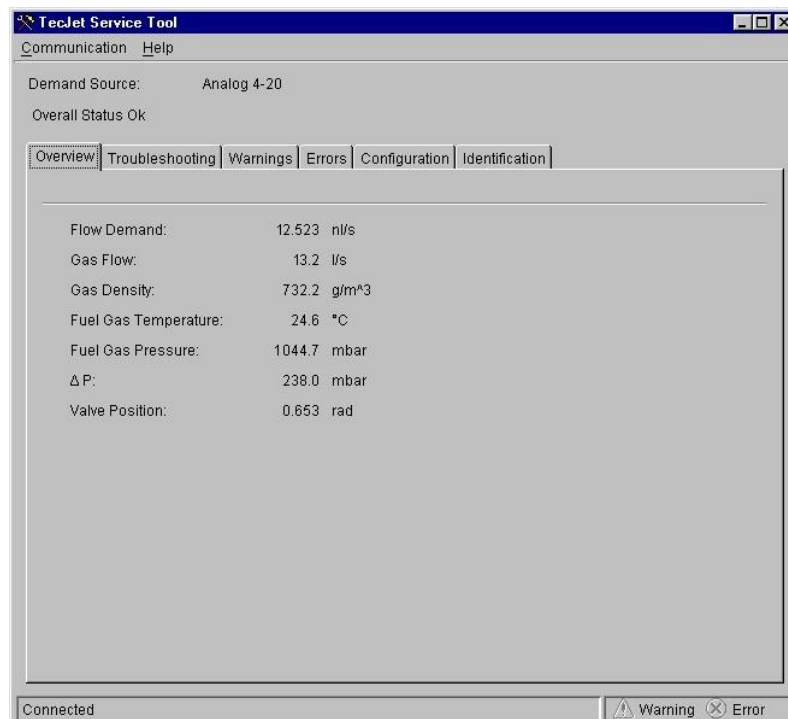 TecJet Service Tool
Communication Help
Demand Source: Analog 4-20
Overall Status Ok
Overview Troubleshooting Warnings Errors Configuration Identification
Flow Demand: 12.523 nl/s
Gas Flow: 13.2 l/s
Gas Density: 732.2 g/m^3
Fuel Gas Temperature: 24.6 °C
Fuel Gas Pressure: 1044.7 mbar
Δ P: 238.0 mbar
Valve Position: 0.653 rad
Connected Warning Error